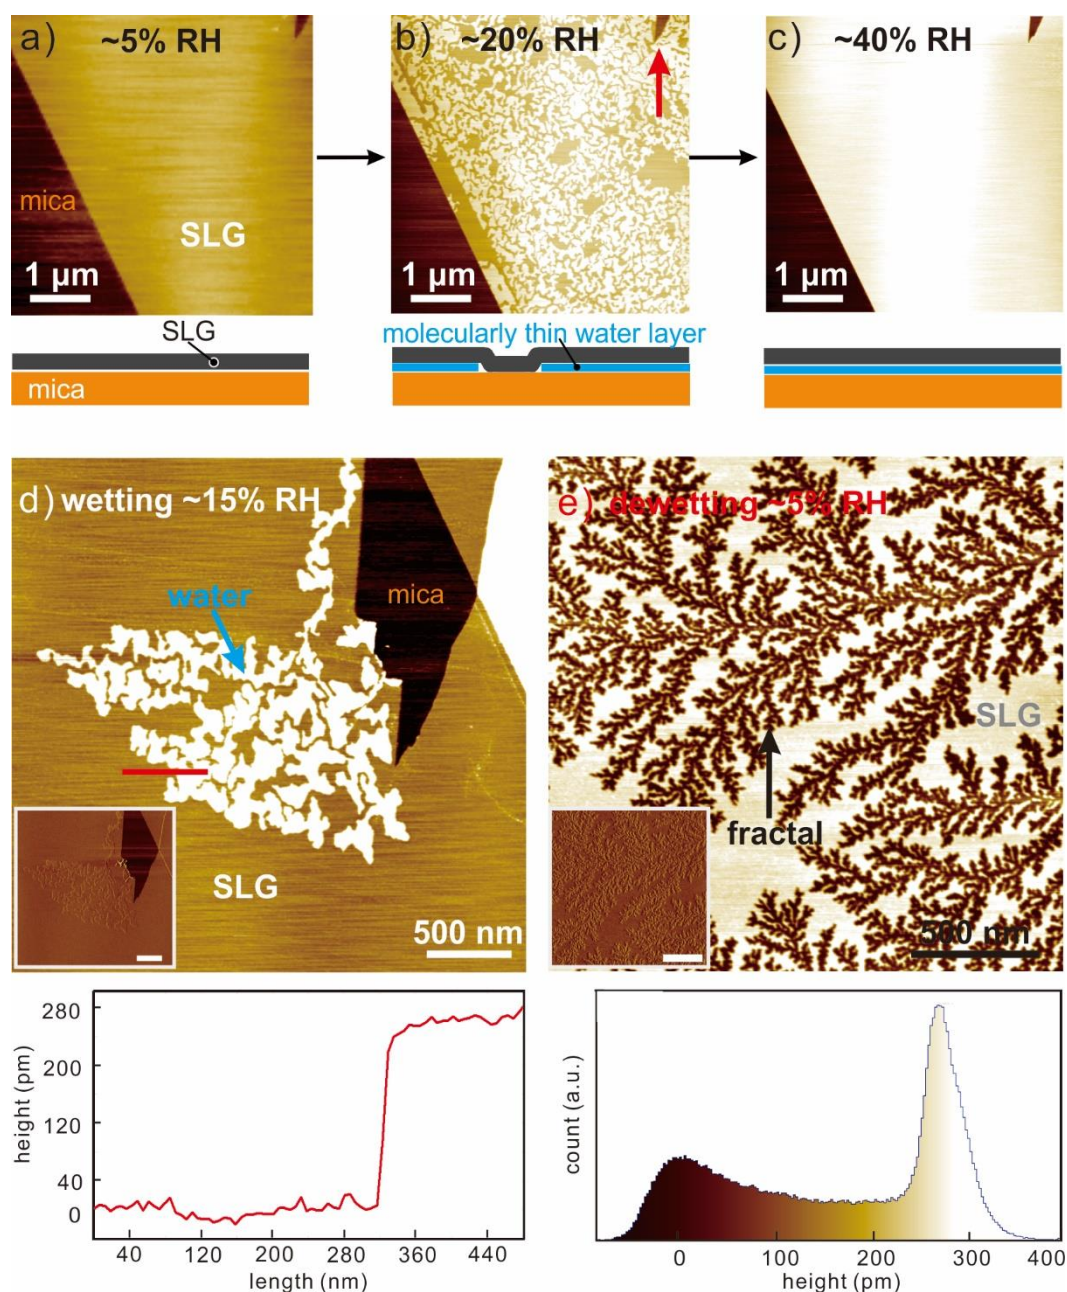 a) ~5% RH
b) ~20% RH
c) ~40% RH
mica
SLG
1 µm
1 µm
1 µm
SLG
mica
molecularly thin water layer
d) wetting ~15% RH
water
mica
SLG
500 nm
e) dewetting ~5% RH
SLG
fractal
500 nm
height (pm)
280
200
120
40
0
40
120
200
280
360
440
length (nm)
count (a.u.)
0
100
200
300
400
height (pm)